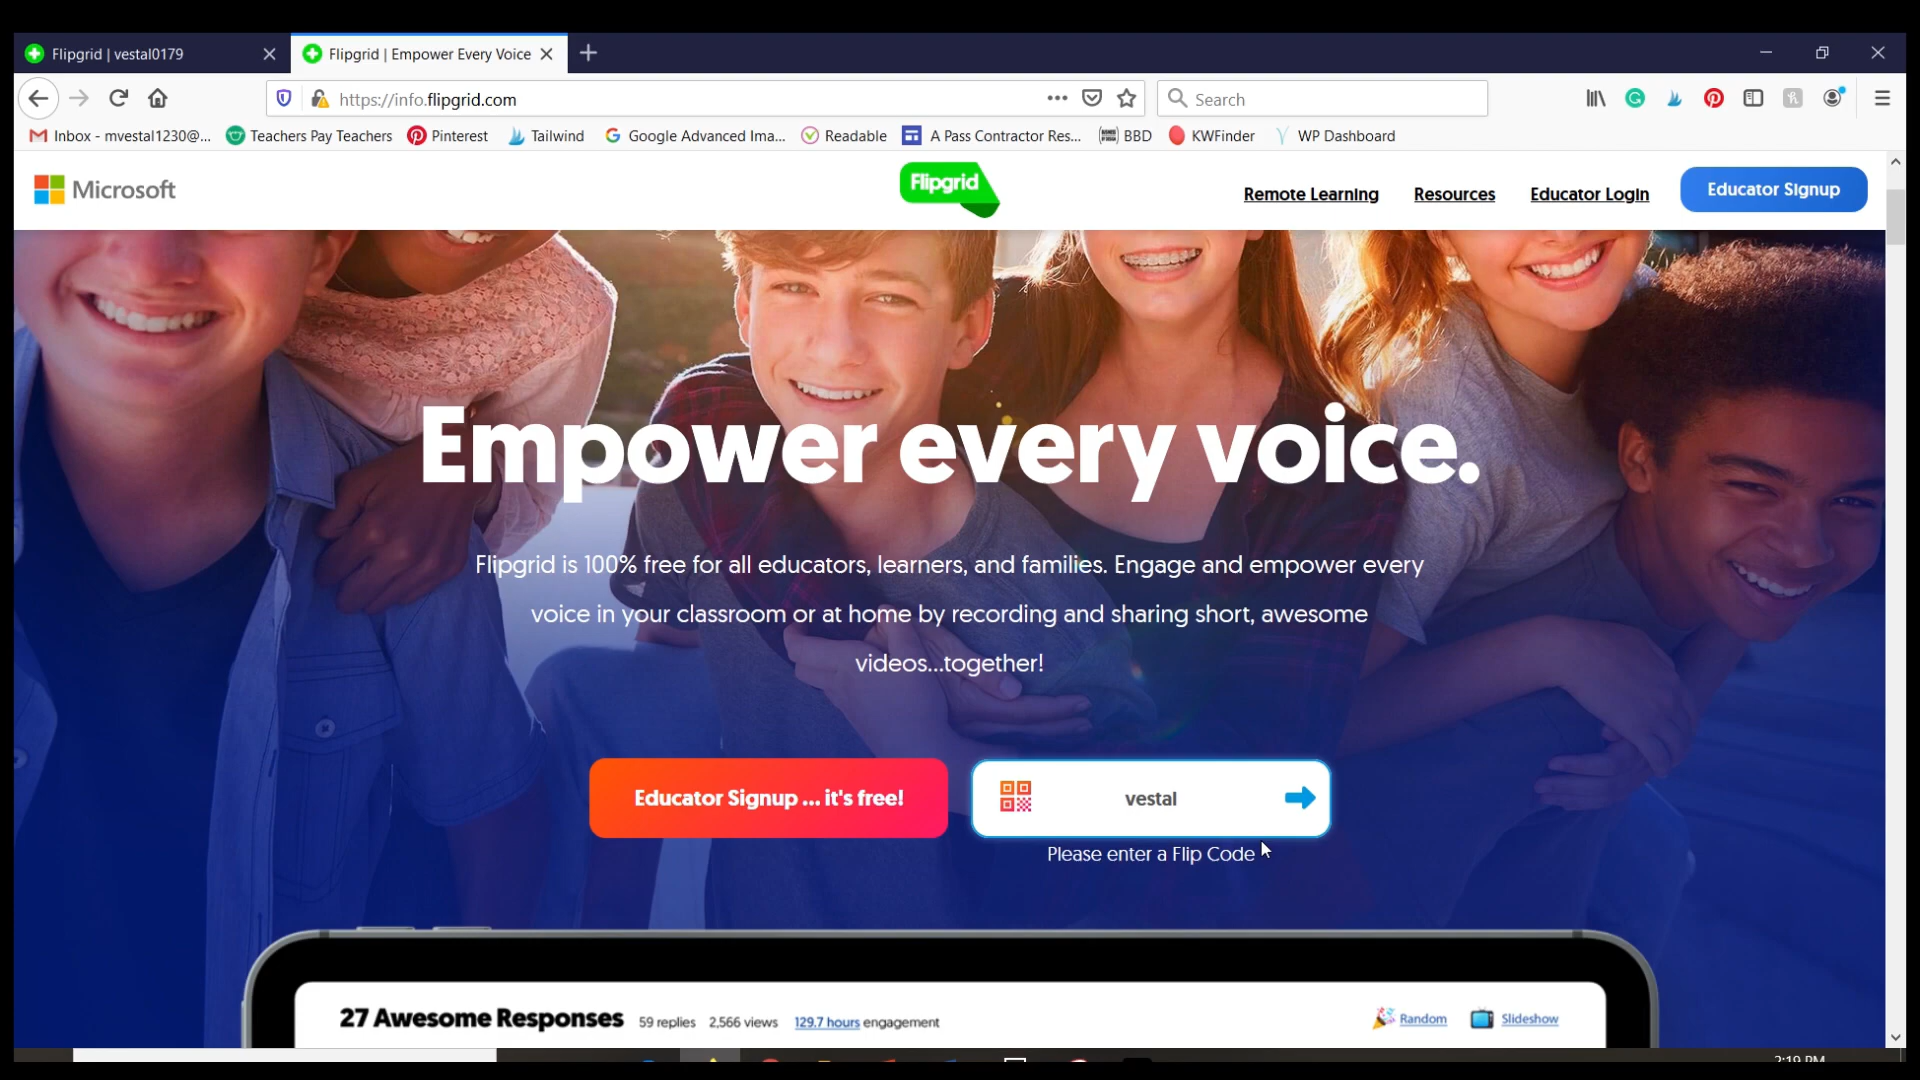 Flipgrid | vestal0179
Flipgrid | Empower Every Voice
https://info.flipgrid.com
Search
Inbox - mvestal1230@... Teachers Pay Teachers Pinterest Tailwind Google Advanced Ima... Readable A Pass Contractor Res... BBD KWFinder WP Dashboard
Microsoft
Flipgrid
Remote Learning Resources Educator Login Educator Signup
Empower every voice.
Flipgrid is 100% free for all educators, learners, and families. Engage and empower every
voice in your classroom or at home by recording and sharing short, awesome
videos...together!
Educator Signup ... it's free!
vestal
Please enter a Flip Code
27 Awesome Responses 59 replies 2,566 views 129.7 hours engagement
Random Slideshow
2:19 PM